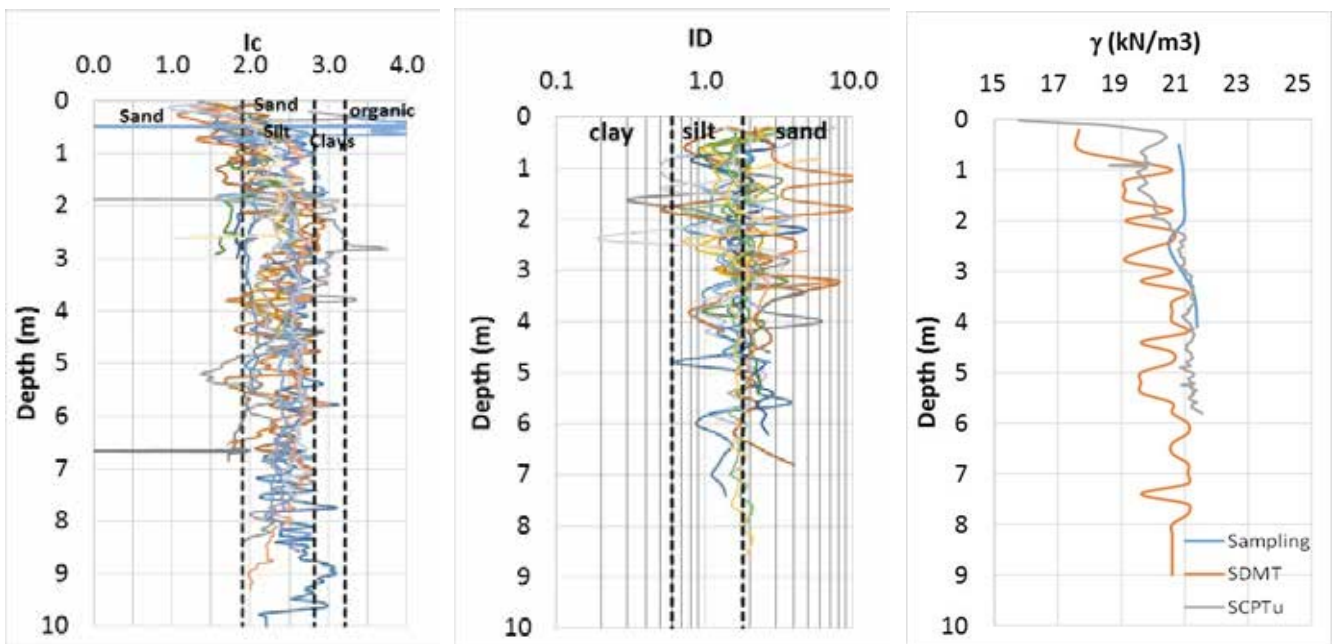 Ic
0.0 1.0 2.0 3.0 4.0
Sand Sand organic
Silt Clays
0
1
2
3
4
5
6
7
8
9
10
Depth (m)
ID
0.1 1.0 10.0
clay silt sand
0
1
2
3
4
5
6
7
8
9
10
Depth (m)
γ (kN/m3)
15 17 19 21 23 25
0
1
2
3
4
5
6
7
8
9
10
Depth (m)
Sampling
SDMT
SCPTu